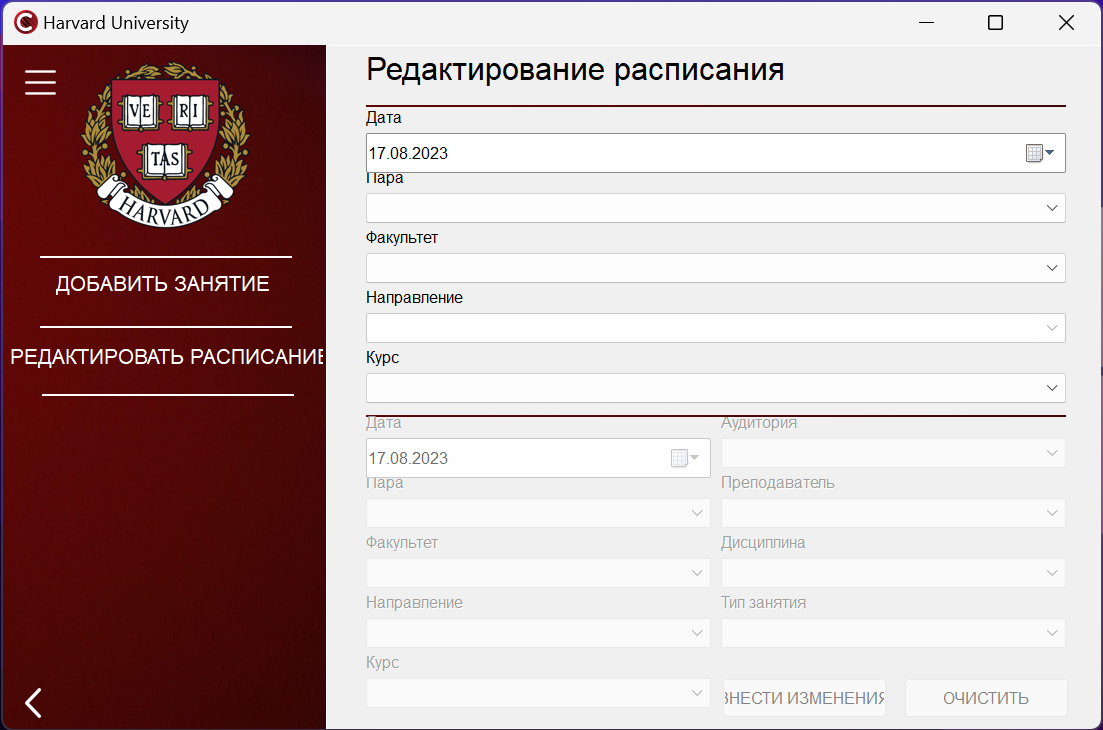 Harvard University
VE RI
TAS
HARVARD
ДОБАВИТЬ ЗАНЯТИЕ
РЕДАКТИРОВАТЬ РАСПИСАНИЕ
Редактирование расписания
Дата
17.08.2023
Пара
Факультет
Направление
Курс
Дата
17.08.2023
Пара
Факультет
Направление
Курс
Аудитория
Преподаватель
Дисциплина
Тип занятия
ВНЕСТИ ИЗМЕНЕНИЯ
ОЧИСТИТЬ